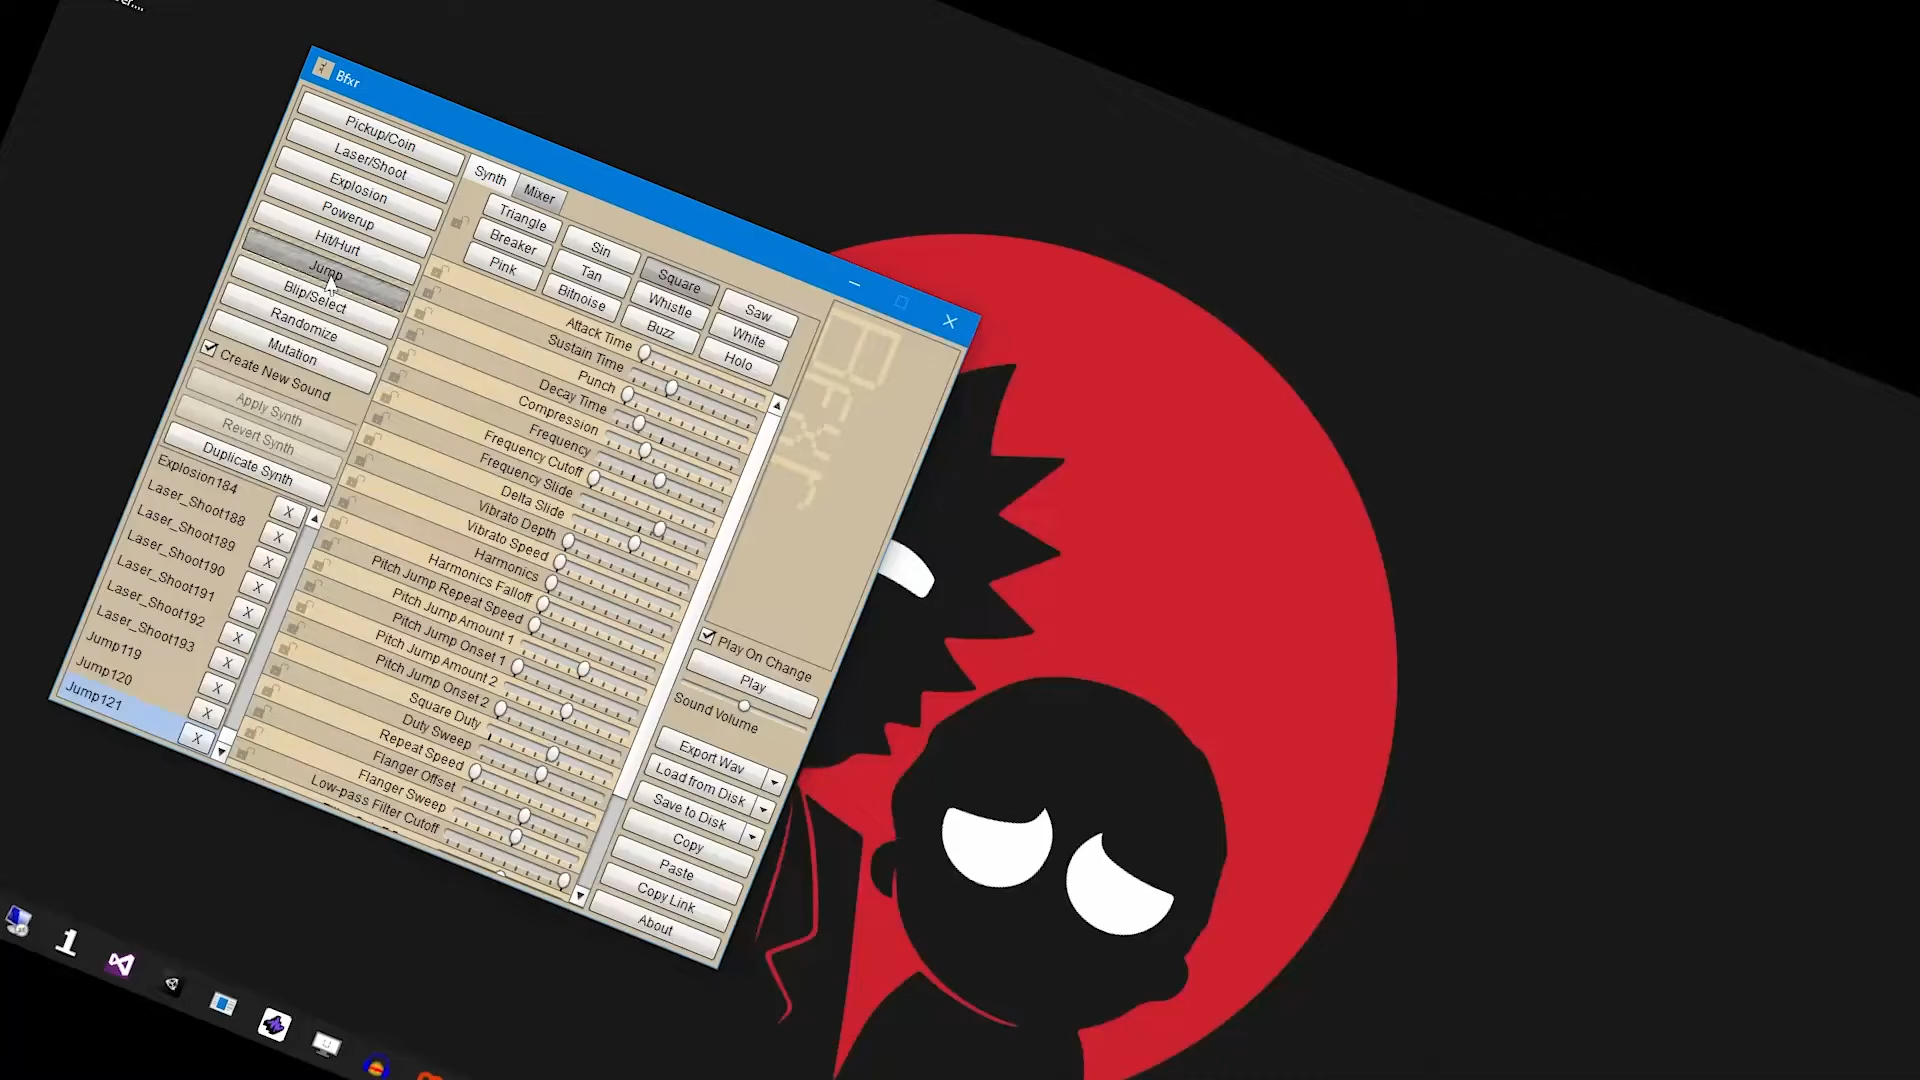 Bfxr
Pickup/Coin
Laser/Shoot
Explosion
Powerup
Hit/Hurt
Jump
Blip/Select
Randomize
Mutation
Create New Sound
Apply Synth
Revert Synth
Duplicate Synth
Explosion184
Laser_Shoot188
Laser_Shoot189
Laser_Shoot190
Laser_Shoot191
Laser_Shoot192
Laser_Shoot193
Jump119
Jump120
Jump121
X
X
X
X
X
X
X
X
X
X
Synth
Mixer
Triangle
Sin
Square
Saw
Breaker
Tan
Whistle
White
Pink
Bitnoise
Buzz
Holo
Attack Time
Sustain Time
Punch
Decay Time
Compression
Frequency
Frequency Cutoff
Frequency Slide
Delta Slide
Vibrato Depth
Vibrato Speed
Harmonics
Harmonics Falloff
Pitch Jump Repeat Speed
Pitch Jump Amount 1
Pitch Jump Onset 1
Pitch Jump Amount 2
Pitch Jump Onset 2
Square Duty
Duty Sweep
Repeat Speed
Flanger Offset
Flanger Sweep
Low-pass Filter Cutoff
Bfxr
Play On Change
Play
Sound Volume
Export Wav
Load from Disk
Save to Disk
Copy
Paste
Copy Link
About
1